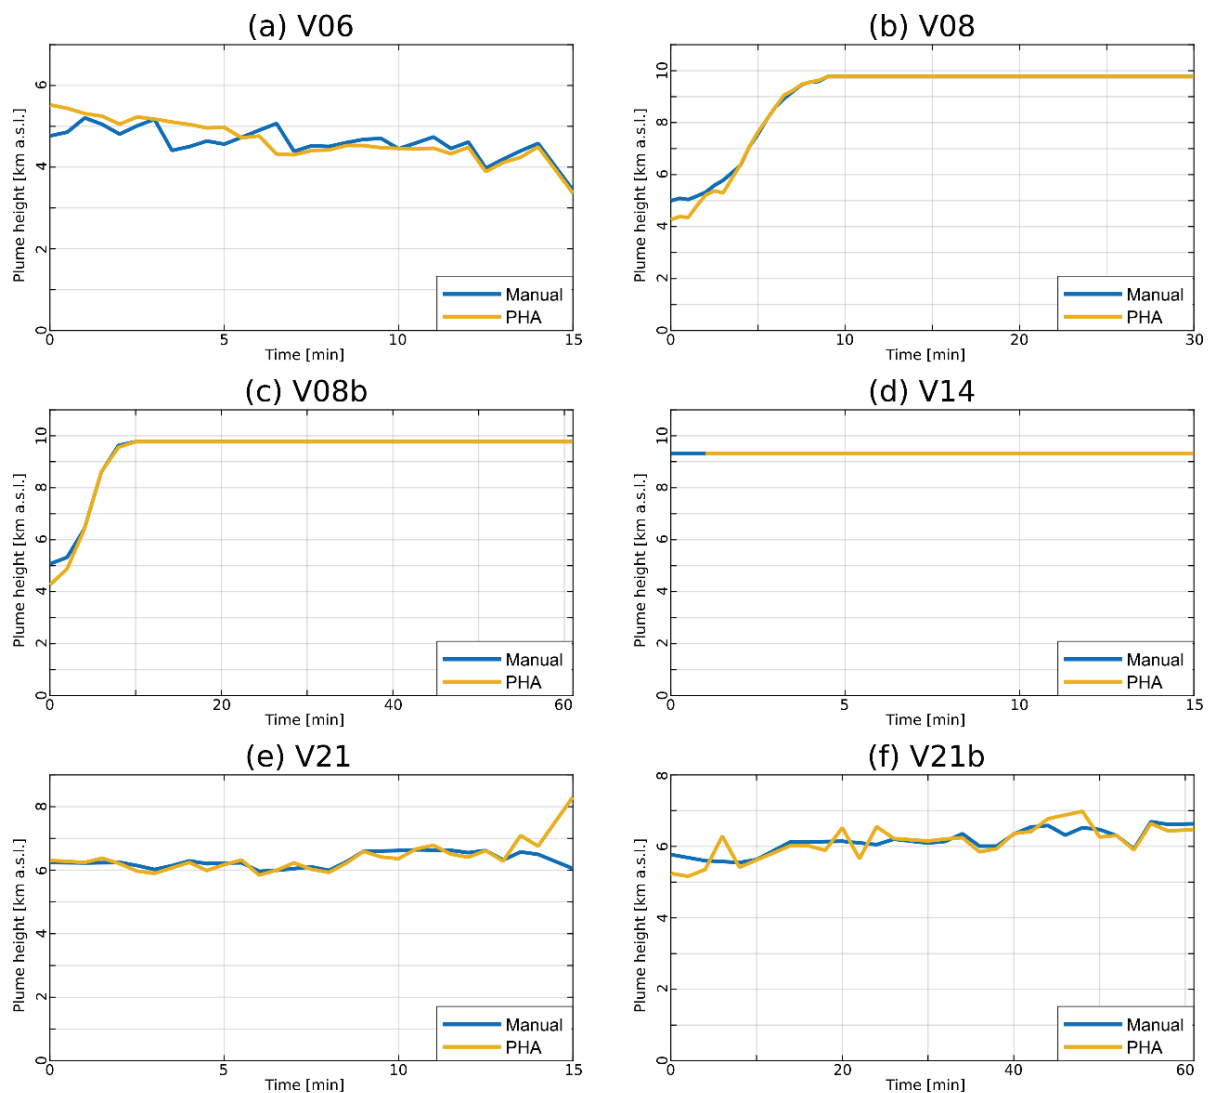 (a) V06
Plume height [km a.s.l.]
6
4
2
0
0
5
10
15
Time [min]
Manual
PHA
(b) V08
Plume height [km a.s.l.]
10
8
6
4
2
0
0
10
20
30
Time [min]
Manual
PHA
(c) V08b
Plume height [km a.s.l.]
10
8
6
4
2
0
0
20
40
60
Time [min]
Manual
PHA
(d) V14
Plume height [km a.s.l.]
10
8
6
4
2
0
0
5
10
15
Time [min]
Manual
PHA
(e) V21
Plume height [km a.s.l.]
8
6
4
2
0
0
5
10
15
Time [min]
Manual
PHA
(f) V21b
Plume height [km a.s.l.]
8
6
4
2
0
0
20
40
60
Time [min]
Manual
PHA